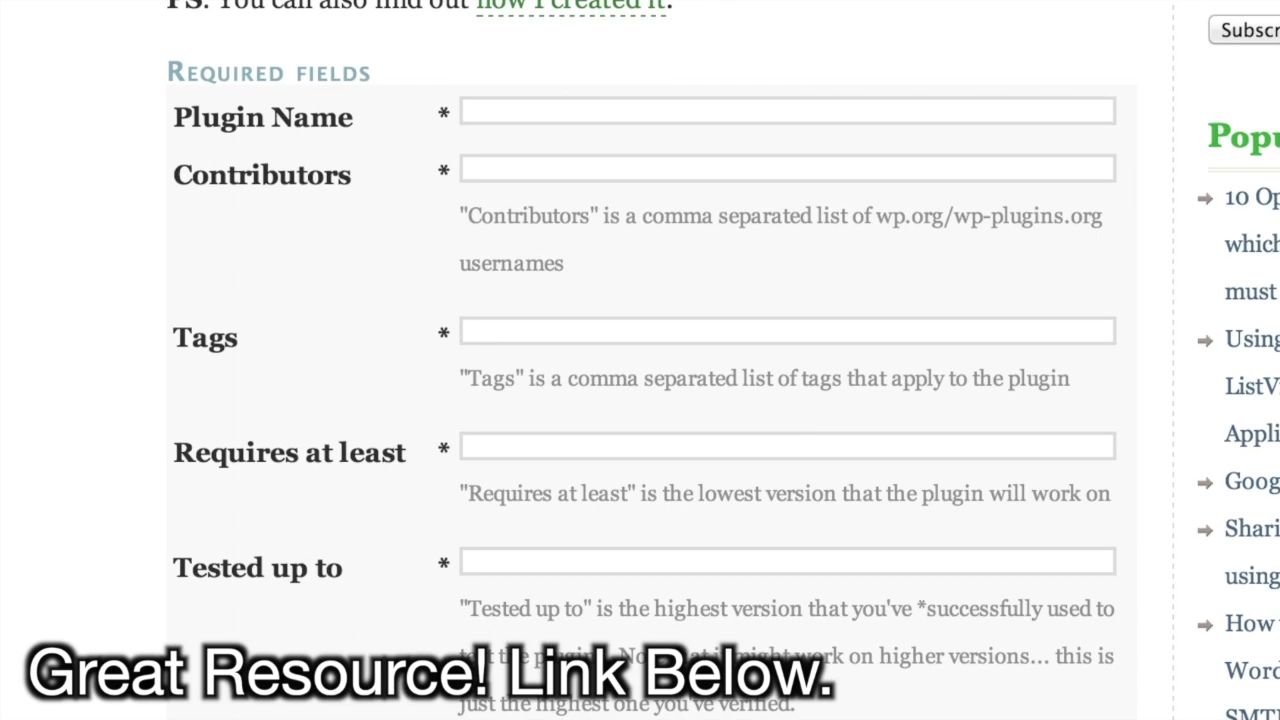 PS. You can also find out how I created it.
Subscr
REQUIRED FIELDS
Plugin Name *
Contributors *
"Contributors" is a comma separated list of wp.org/wp-plugins.org
usernames
Tags *
"Tags" is a comma separated list of tags that apply to the plugin
Requires at least *
"Requires at least" is the lowest version that the plugin will work on
Tested up to *
"Tested up to" is the highest version that you've *successfully used to
work on higher versions... this is
just the highest one you've verified.
Great Resource! Link Below.
Popu
10 Op
which
must
Using
ListV
Appli
Goog
Shari
using
How
Word
SMTP